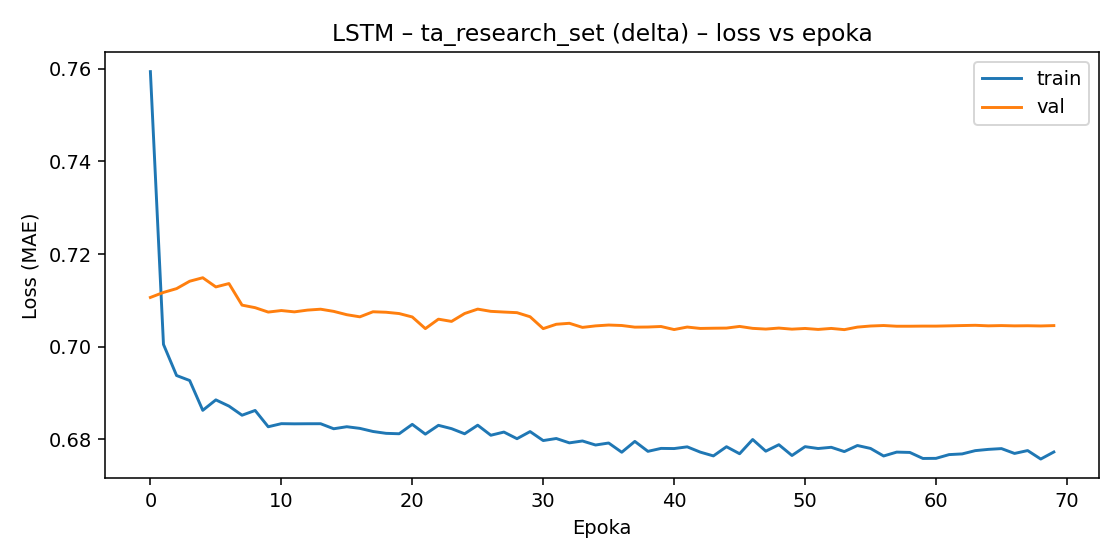 LSTM – ta_research_set (delta) – loss vs epoka
train
val
Loss (MAE)
0.76
0.74
0.72
0.70
0.68
0
10
20
30
40
50
60
70
Epoka